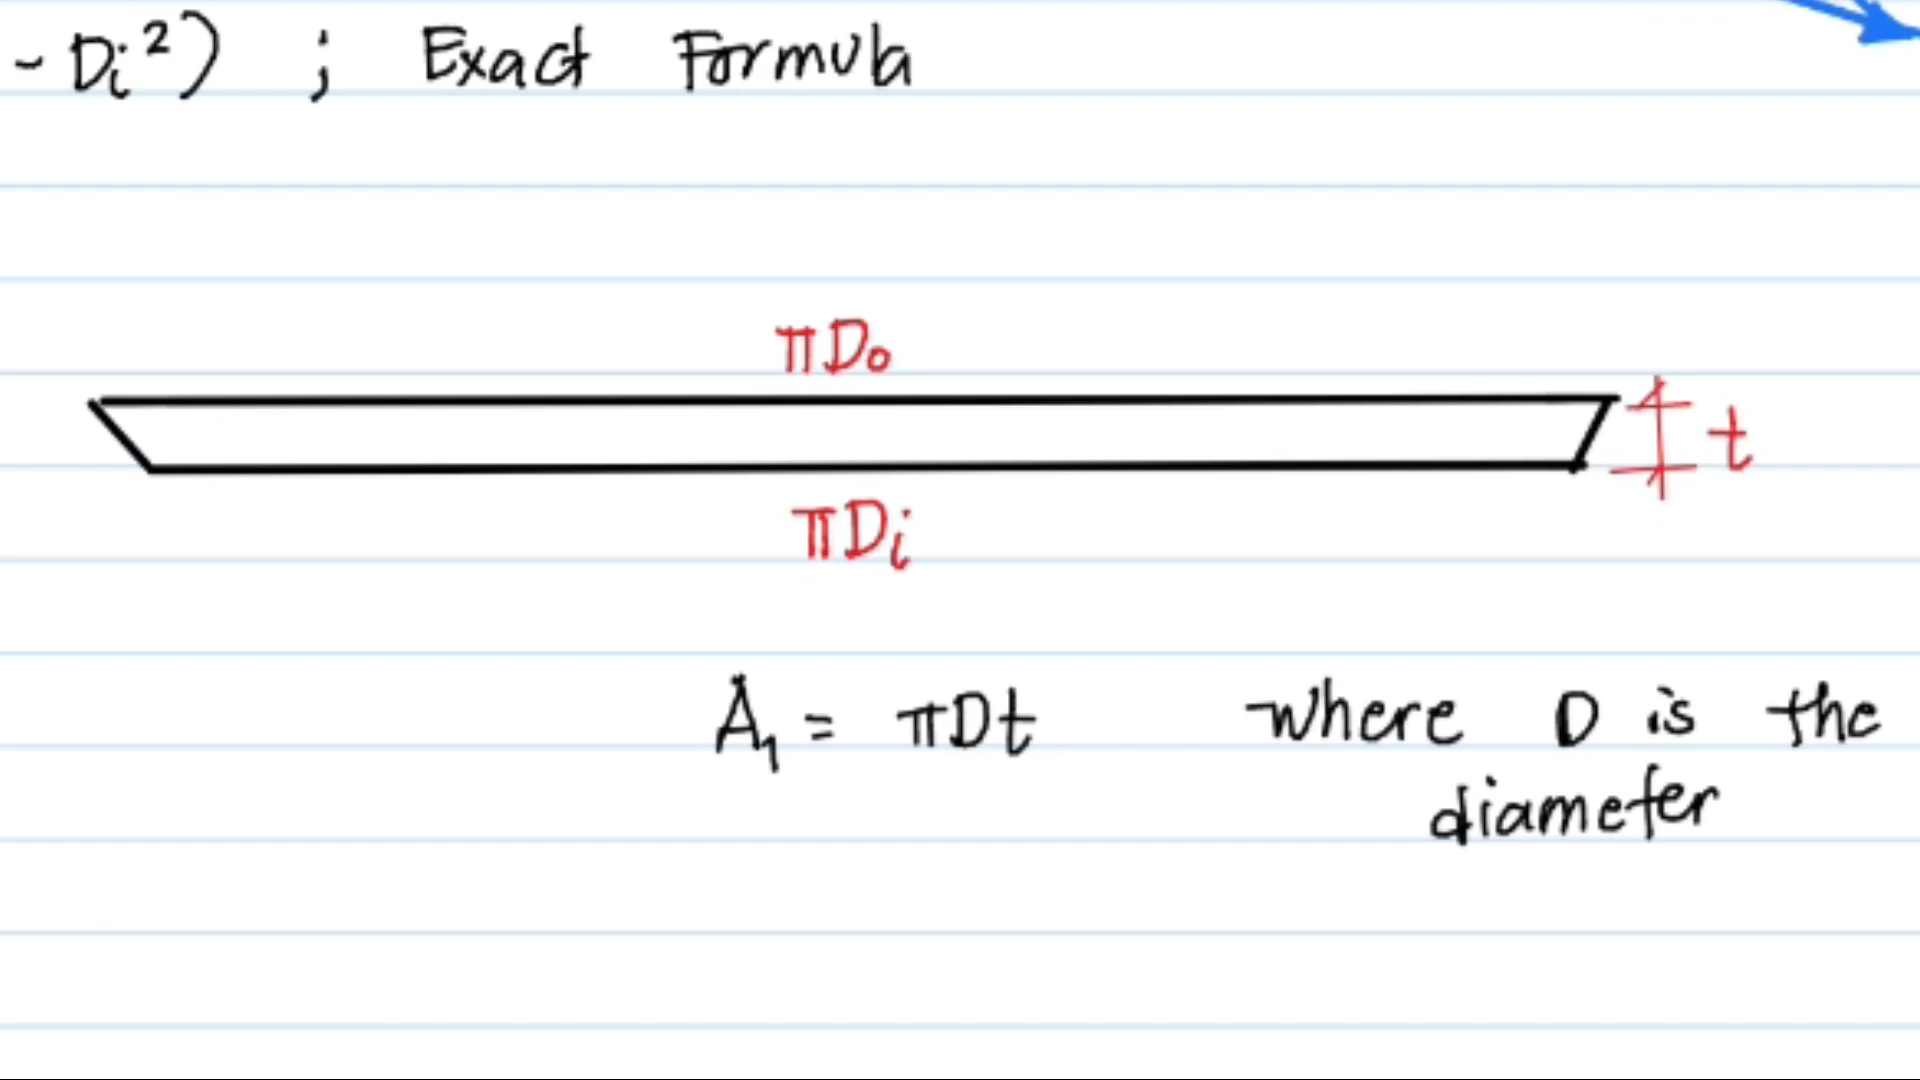 - Di²) ; Exact Formula
πDo
t
πDi
A1 = πDt where D is the
diameter